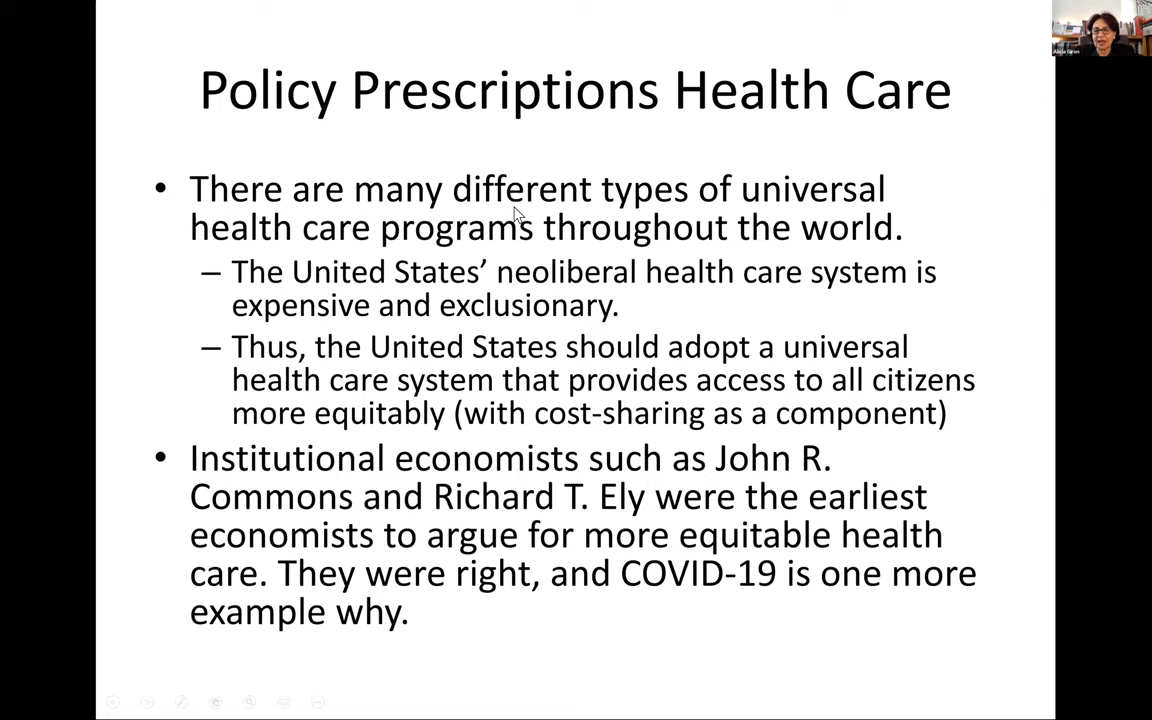 Policy Prescriptions Health Care
• There are many different types of universal
health care programs throughout the world.
– The United States’ neoliberal health care system is
expensive and exclusionary.
– Thus, the United States should adopt a universal
health care system that provides access to all citizens
more equitably (with cost-sharing as a component)
• Institutional economists such as John R.
Commons and Richard T. Ely were the earliest
economists to argue for more equitable health
care. They were right, and COVID-19 is one more
example why.
Alicia Giron